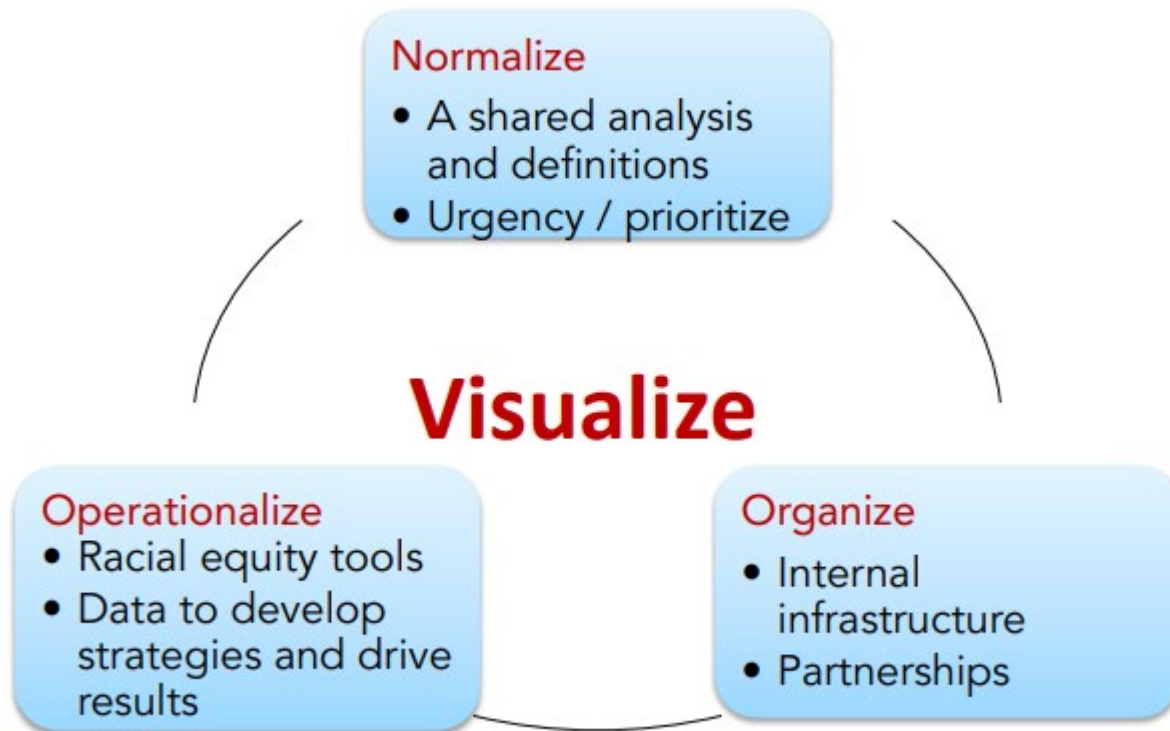 Normalize
• A shared analysis
and definitions
• Urgency / prioritize
Visualize
Operationalize
• Racial equity tools
• Data to develop
strategies and drive
results
Organize
• Internal
infrastructure
• Partnerships